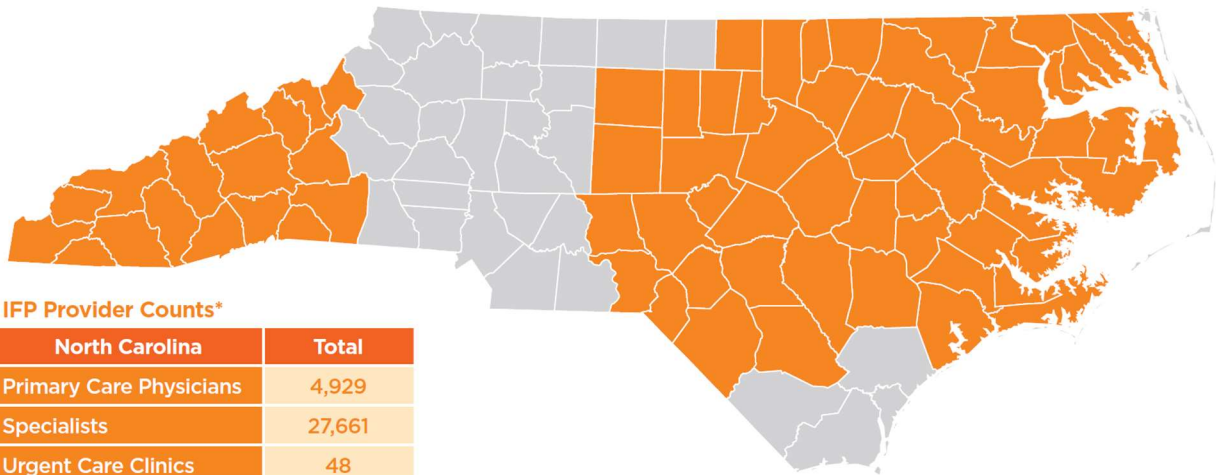 IFP Provider Counts*
North Carolina Total
Primary Care Physicians 4,929
Specialists 27,661
Urgent Care Clinics 48